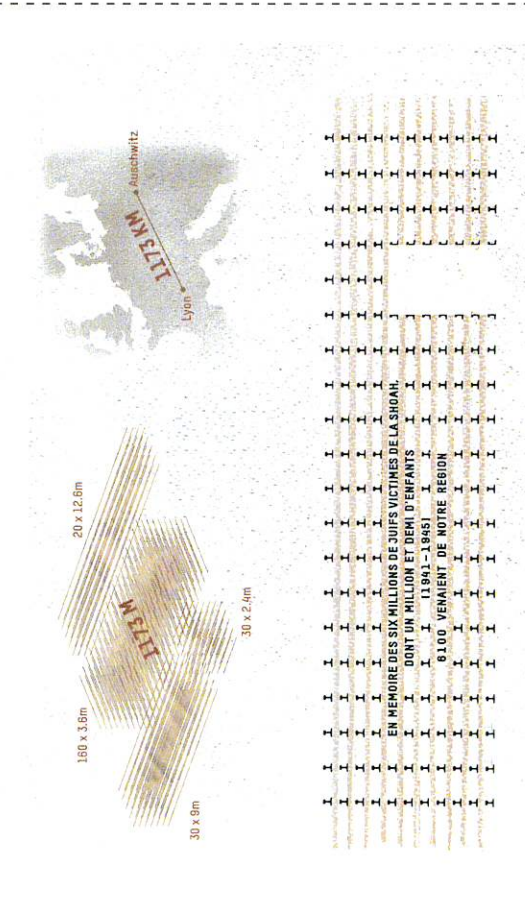 20 x 12.6m
1173 M
160 x 3.6m
30 x 2.4m
30 x 9m
Auschwitz
1173 KM
Lyon
EN MEMOIRE DES SIX MILLIONS DE JUIFS VICTIMES DE LA SHOAH,
DONT UN MILLION ET DEMI D'ENFANTS
[1941-1945]
6100 VENAIENT DE NOTRE REGION